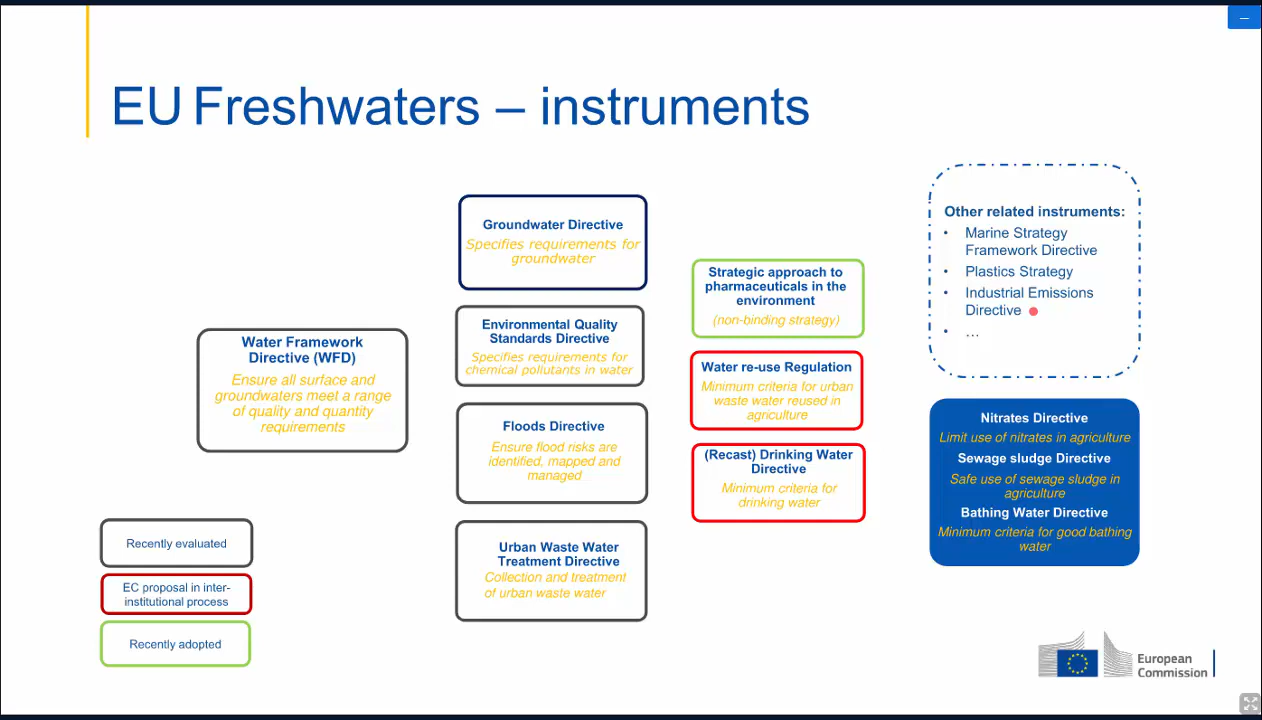 EU Freshwaters – instruments
Groundwater Directive
Specifies requirements for
groundwater
Environmental Quality
Standards Directive
Specifies requirements for
chemical pollutants in water
Water Framework
Directive (WFD)
Ensure all surface and
groundwaters meet a range
of quality and quantity
requirements
Floods Directive
Ensure flood risks are
identified, mapped and
managed
Urban Waste Water
Treatment Directive
Collection and treatment
of urban waste water
Strategic approach to
pharmaceuticals in the
environment
(non-binding strategy)
Water re-use Regulation
Minimum criteria for urban
waste water reused in
agriculture
(Recast) Drinking Water
Directive
Minimum criteria for
drinking water
Other related instruments:
• Marine Strategy
Framework Directive
• Plastics Strategy
• Industrial Emissions
Directive
• …
Nitrates Directive
Limit use of nitrates in agriculture
Sewage sludge Directive
Safe use of sewage sludge in
agriculture
Bathing Water Directive
Minimum criteria for good bathing
water
Recently evaluated
EC proposal in inter-
institutional process
Recently adopted
European
Commission